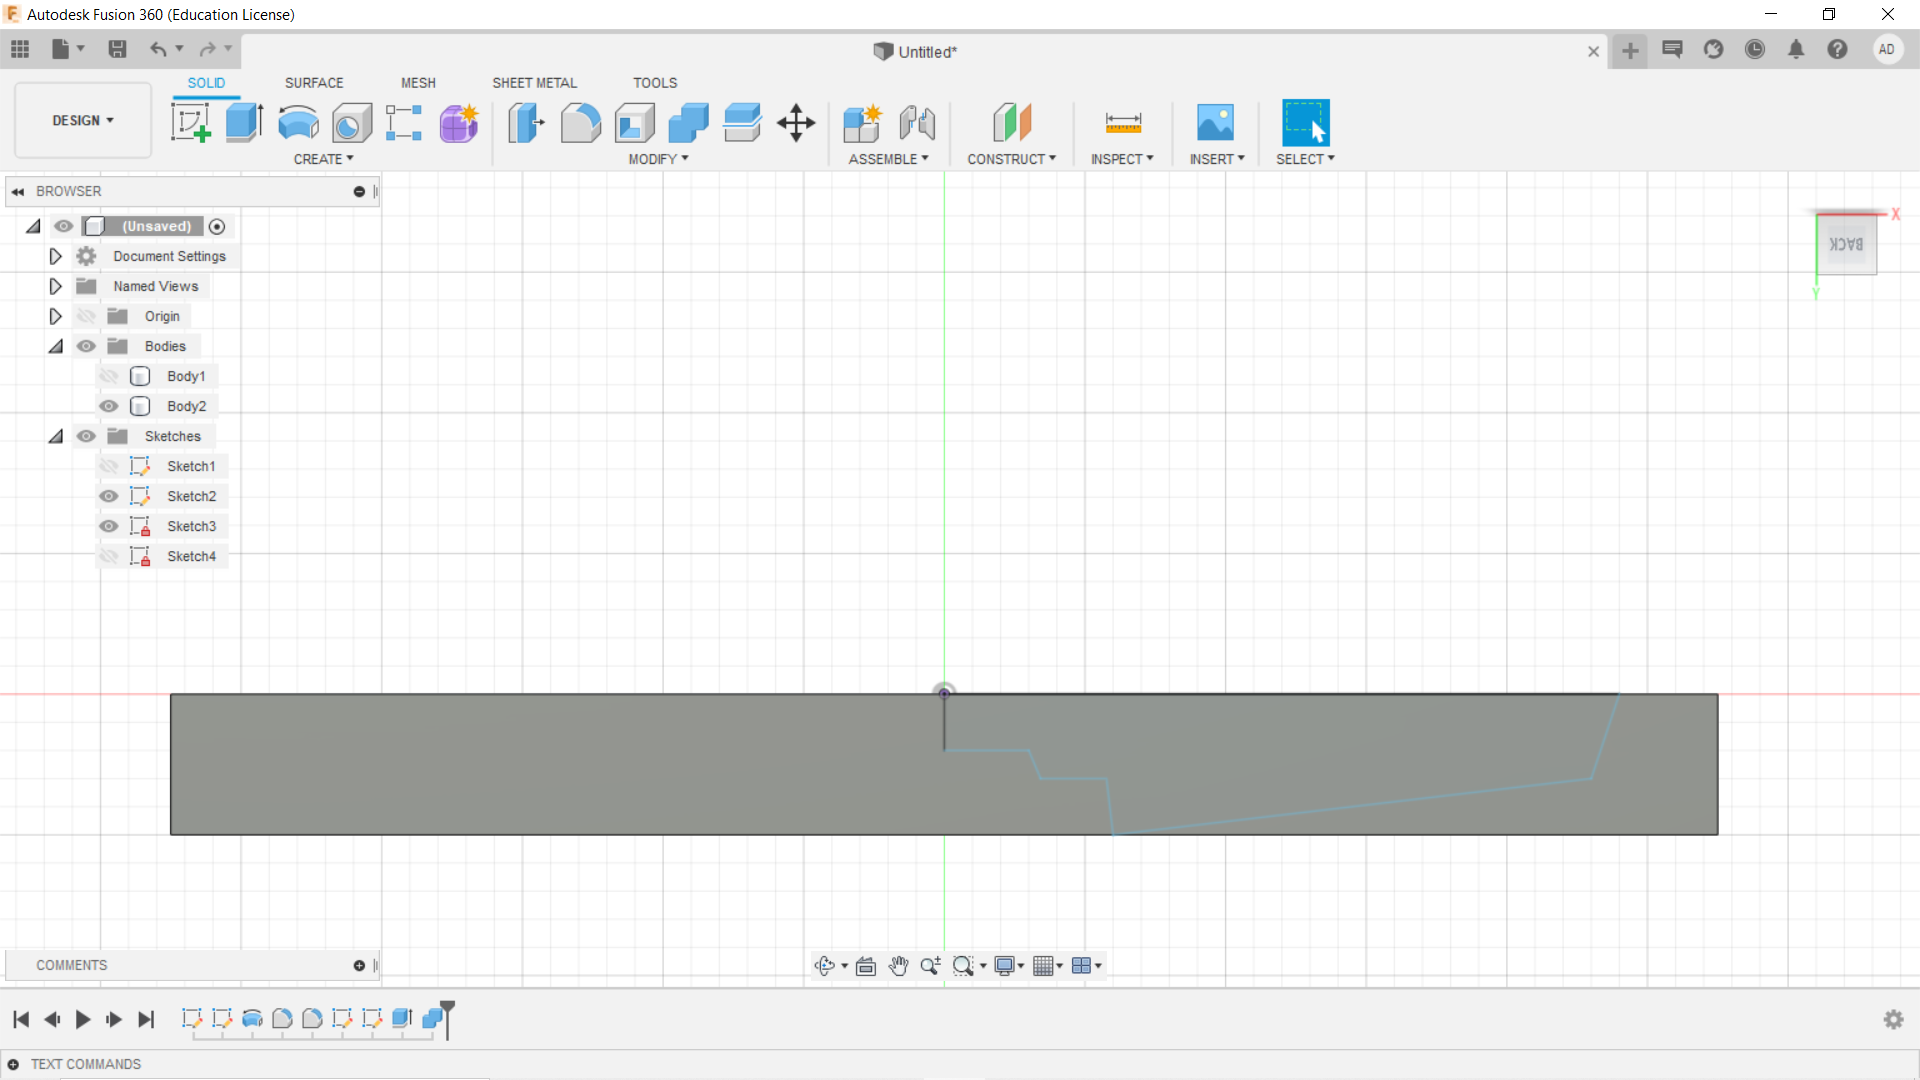 Autodesk Fusion 360 (Education License)
Untitled*
AD
SOLID SURFACE MESH SHEET METAL TOOLS
DESIGN
CREATE MODIFY ASSEMBLE CONSTRUCT INSPECT INSERT SELECT
BROWSER
(Unsaved)
Document Settings
Named Views
Origin
Bodies
Body1
Body2
Sketches
Sketch1
Sketch2
Sketch3
Sketch4
X
BACK
Y
COMMENTS
TEXT COMMANDS